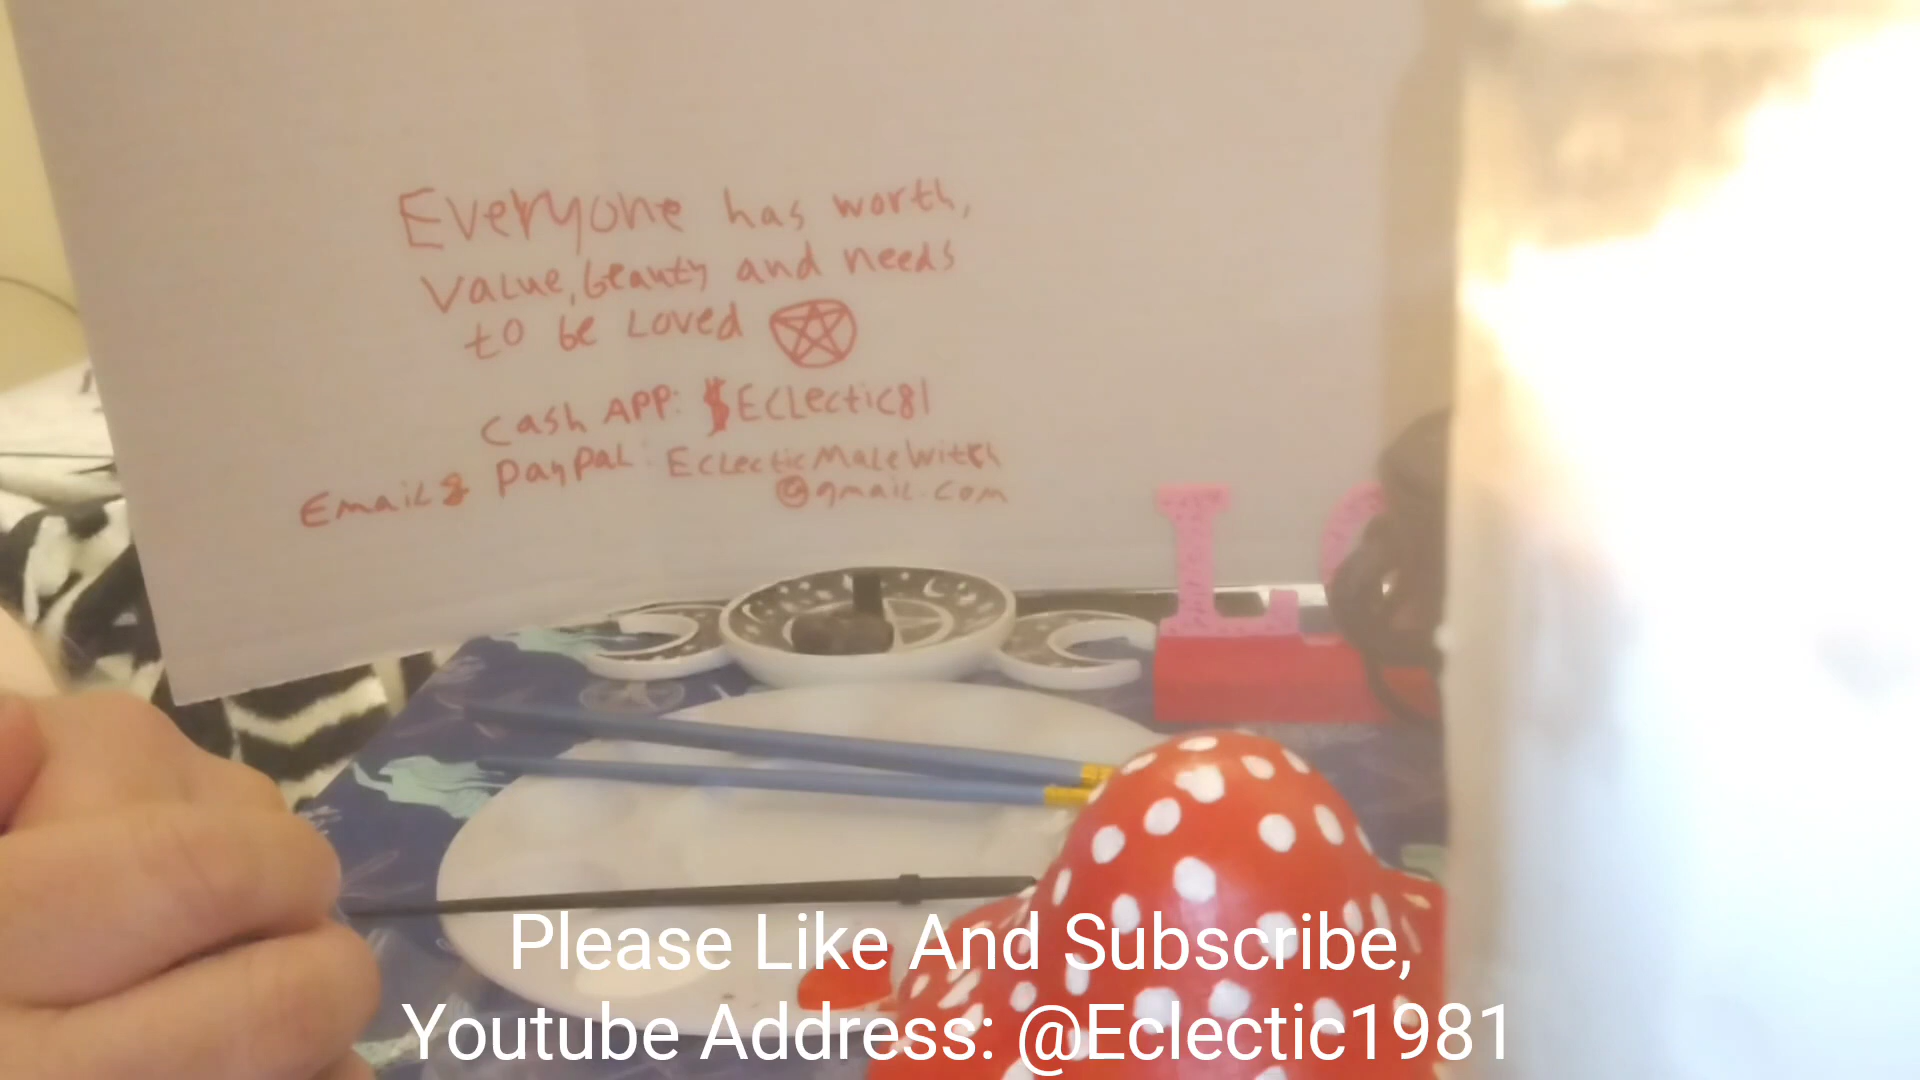 Everyone has worth,
Value, beauty and needs
to be Loved
Cash APP: $Eclectic81
Email & PayPal: EclecticMaleWitch
@gmail.com
L
Please Like And Subscribe,
Youtube Address: @Eclectic1981